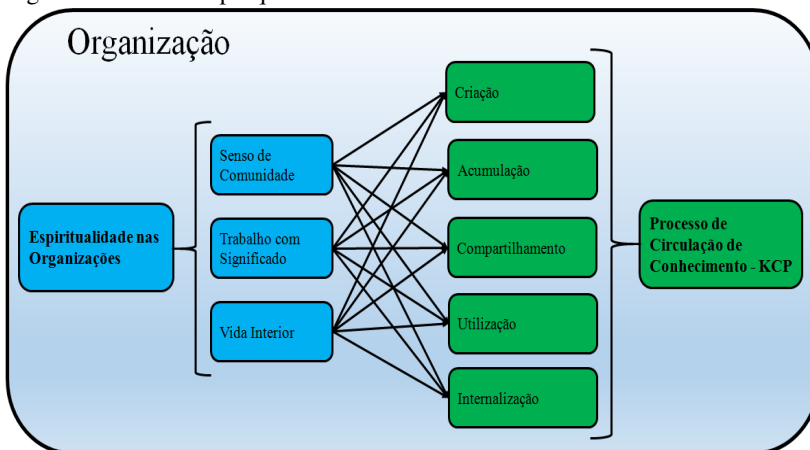 Organização
Espiritualidade nas
Organizações
Senso de
Comunidade
Trabalho com
Significado
Vida Interior
Criação
Acumulação
Compartilhamento
Utilização
Internalização
Processo de
Circulação de
Conhecimento - KCP